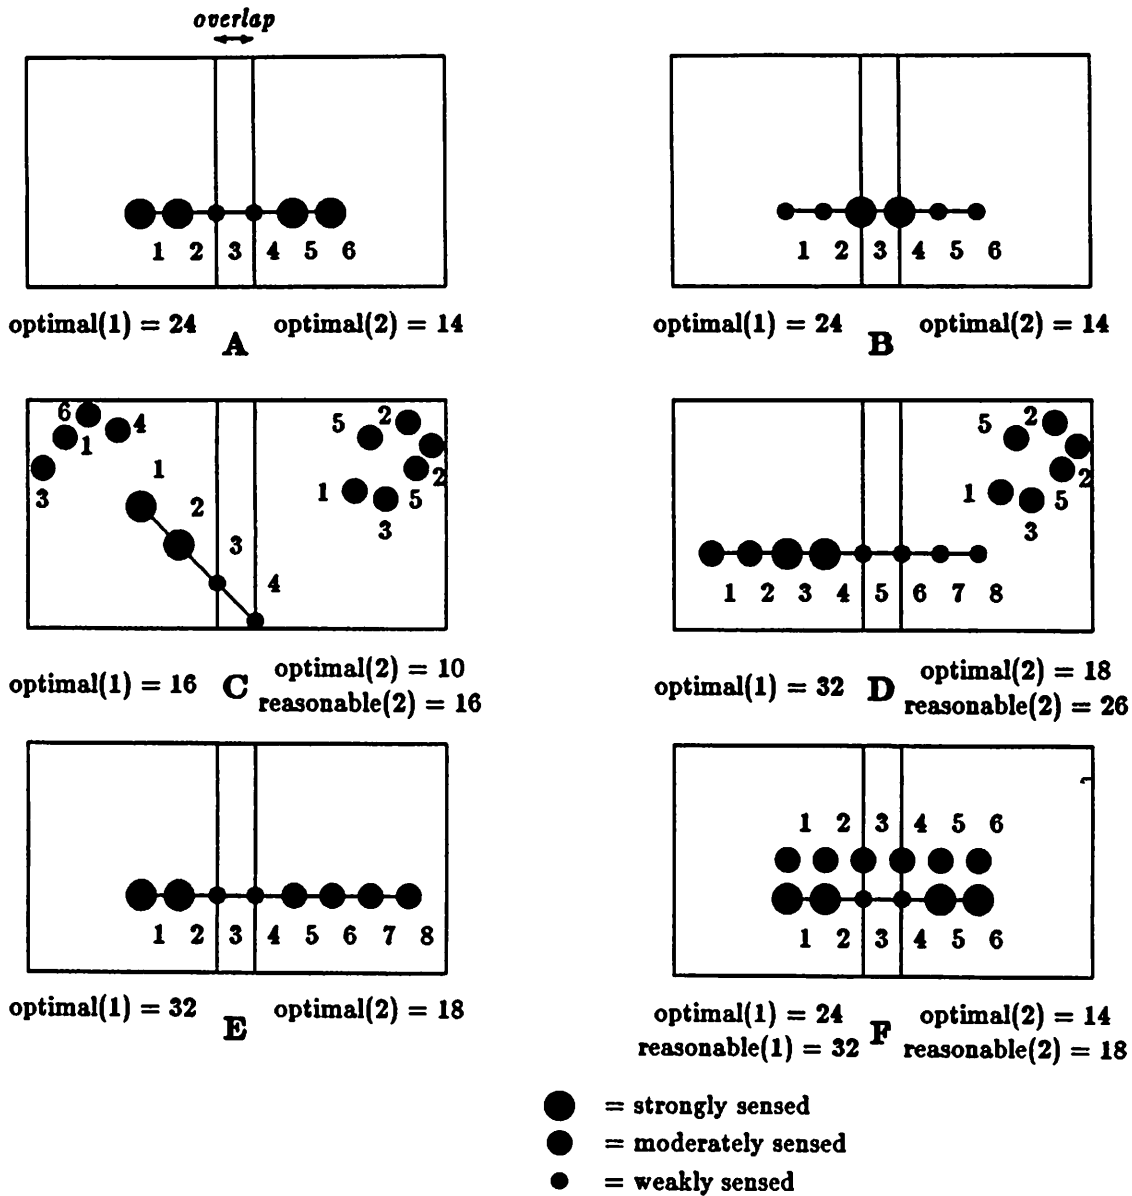 overlap
1 2 3 4 5 6
optimal(1) = 24 A optimal(2) = 14
1 2 3 4 5 6
optimal(1) = 24 B optimal(2) = 14
6 4
1
3
1
2
3
4
5 2
2
1 5
3
optimal(1) = 16 C optimal(2) = 10
reasonable(2) = 16
5 2
2
1 5
3
1 2 3 4 5 6 7 8
optimal(1) = 32 D optimal(2) = 18
reasonable(2) = 26
1 2 3 4 5 6 7 8
optimal(1) = 32 E optimal(2) = 18
1 2 3 4 5 6
1 2 3 4 5 6
optimal(1) = 24 F optimal(2) = 14
reasonable(1) = 32 reasonable(2) = 18
= strongly sensed
= moderately sensed
= weakly sensed